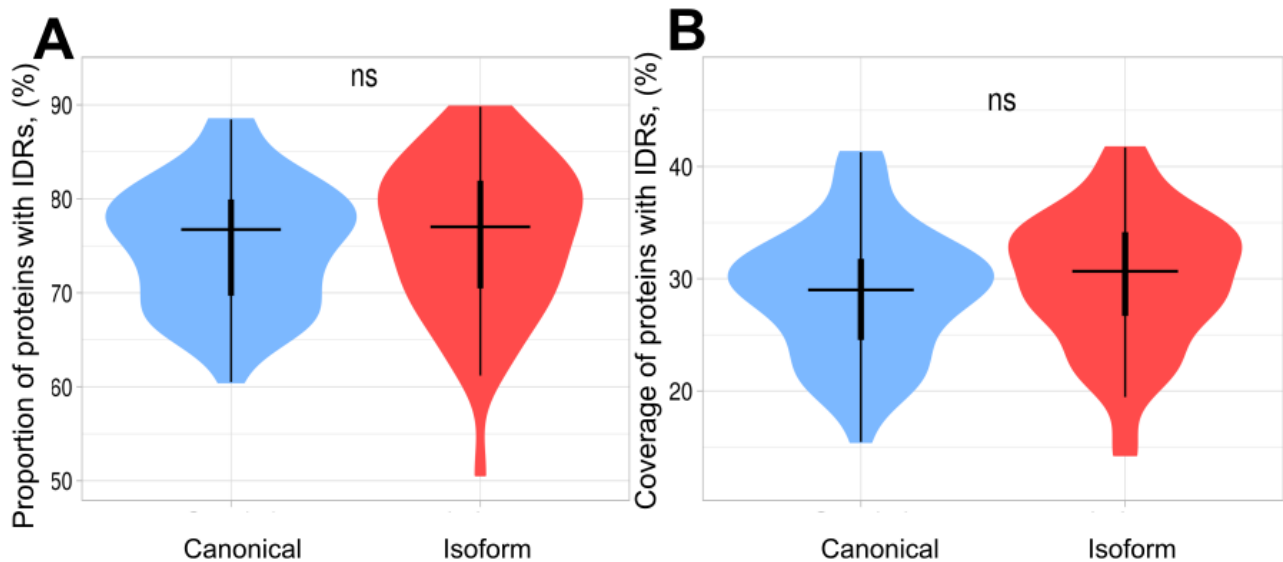 A
B
Proportion of proteins with IDRs, (%)
ns
90
80
70
60
50
Canonical
Isoform
Coverage of proteins with IDRs, (%)
ns
40
30
20
Canonical
Isoform